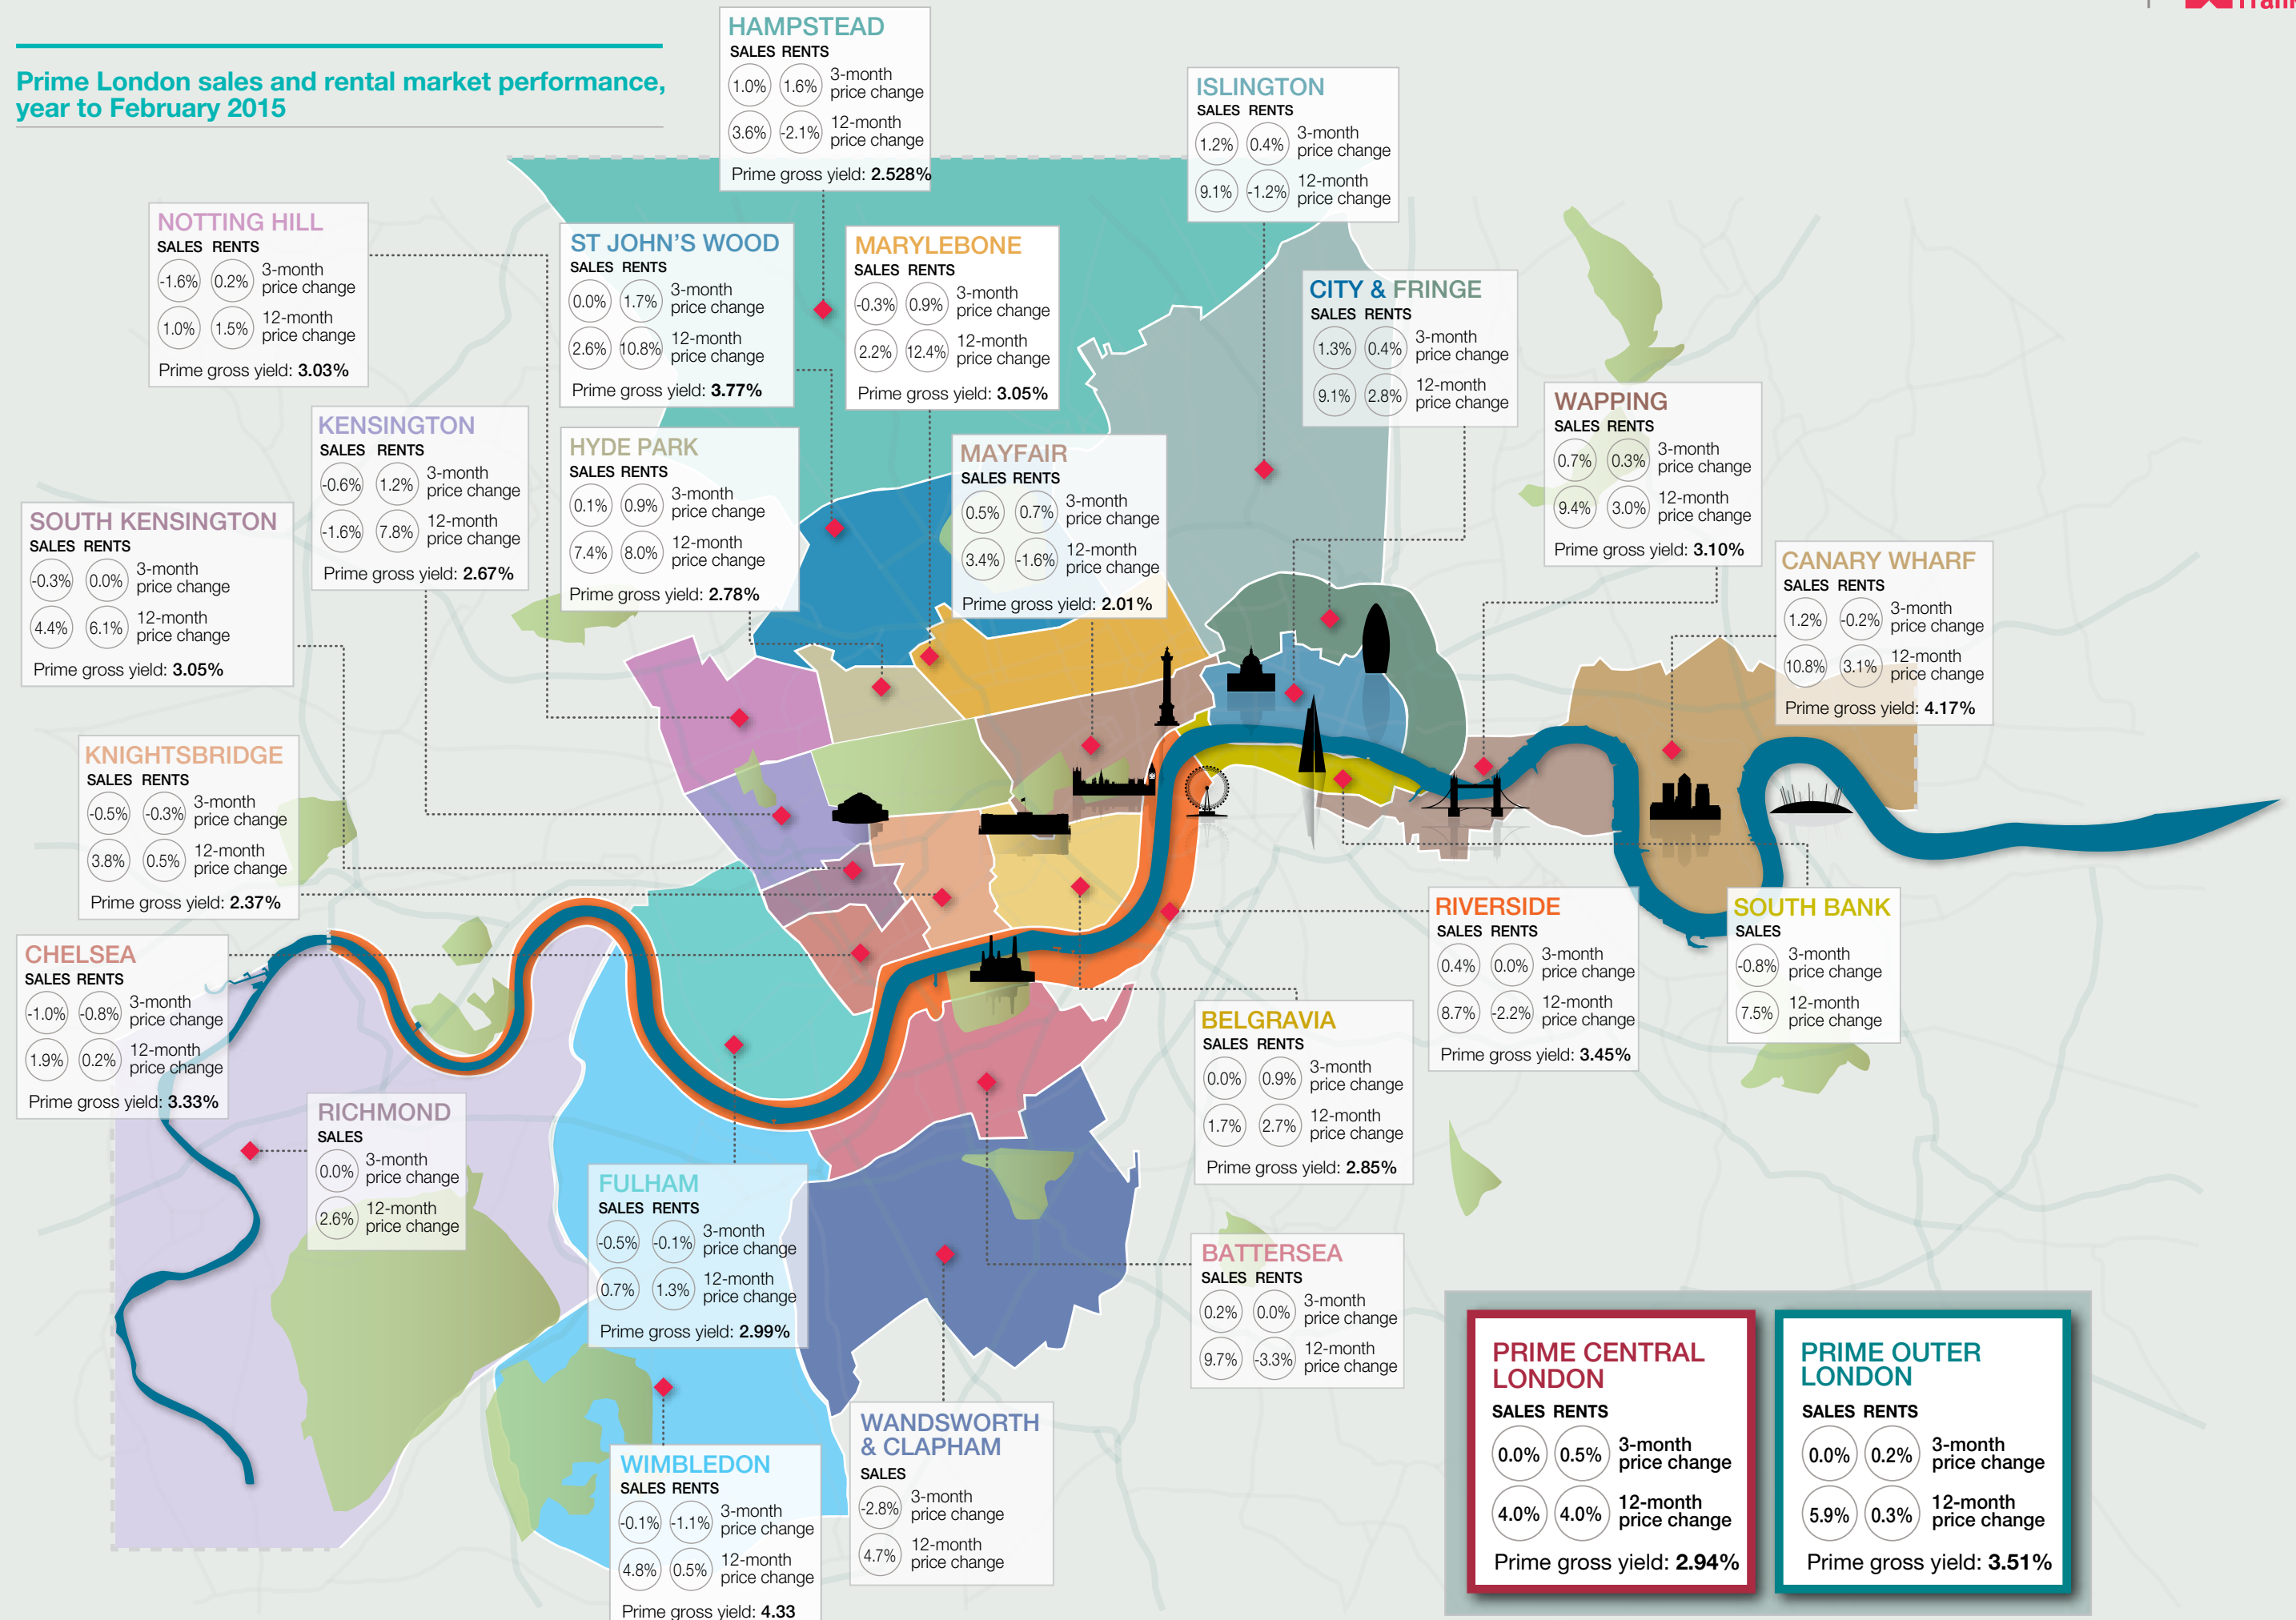 Prime London sales and rental market performance,
year to February 2015
HAMPSTEAD
SALES RENTS
1.0% 1.6% 3-month
price change
3.6% -2.1% 12-month
price change
Prime gross yield: 2.528%
ISLINGTON
SALES RENTS
1.2% 0.4% 3-month
price change
9.1% -1.2% 12-month
price change
NOTTING HILL
SALES RENTS
-1.6% 0.2% 3-month
price change
1.0% 1.5% 12-month
price change
Prime gross yield: 3.03%
ST JOHN'S WOOD
SALES RENTS
0.0% 1.7% 3-month
price change
2.6% 10.8% 12-month
price change
Prime gross yield: 3.77%
MARYLEBONE
SALES RENTS
-0.3% 0.9% 3-month
price change
2.2% 12.4% 12-month
price change
Prime gross yield: 3.05%
CITY & FRINGE
SALES RENTS
1.3% 0.4% 3-month
price change
9.1% 2.8% 12-month
price change
WAPPING
SALES RENTS
0.7% 0.3% 3-month
price change
9.4% 3.0% 12-month
price change
Prime gross yield: 3.10%
KENSINGTON
SALES RENTS
-0.6% 1.2% 3-month
price change
-1.6% 7.8% 12-month
price change
Prime gross yield: 2.67%
HYDE PARK
SALES RENTS
0.1% 0.9% 3-month
price change
7.4% 8.0% 12-month
price change
Prime gross yield: 2.78%
MAYFAIR
SALES RENTS
0.5% 0.7% 3-month
price change
3.4% -1.6% 12-month
price change
Prime gross yield: 2.01%
SOUTH KENSINGTON
SALES RENTS
-0.3% 0.0% 3-month
price change
4.4% 6.1% 12-month
price change
Prime gross yield: 3.05%
CANARY WHARF
SALES RENTS
1.2% -0.2% 3-month
price change
10.8% 3.1% 12-month
price change
Prime gross yield: 4.17%
KNIGHTSBRIDGE
SALES RENTS
-0.5% -0.3% 3-month
price change
3.8% 0.5% 12-month
price change
Prime gross yield: 2.37%
CHELSEA
SALES RENTS
-1.0% -0.8% 3-month
price change
1.9% 0.2% 12-month
price change
Prime gross yield: 3.33%
RIVERSIDE
SALES RENTS
0.4% 0.0% 3-month
price change
8.7% -2.2% 12-month
price change
Prime gross yield: 3.45%
SOUTH BANK
SALES
-0.8% 3-month
price change
7.5% 12-month
price change
BELGRAVIA
SALES RENTS
0.0% 0.9% 3-month
price change
1.7% 2.7% 12-month
price change
Prime gross yield: 2.85%
RICHMOND
SALES
0.0% 3-month
price change
2.6% 12-month
price change
FULHAM
SALES RENTS
-0.5% -0.1% 3-month
price change
0.7% 1.3% 12-month
price change
Prime gross yield: 2.99%
BATTERSEA
SALES RENTS
0.2% 0.0% 3-month
price change
9.7% -3.3% 12-month
price change
WANDSWORTH
& CLAPHAM
SALES
-2.8% 3-month
price change
4.7% 12-month
price change
WIMBLEDON
SALES RENTS
-0.1% -1.1% 3-month
price change
4.8% 0.5% 12-month
price change
Prime gross yield: 4.33
PRIME CENTRAL
LONDON
SALES RENTS
0.0% 0.5% 3-month
price change
4.0% 4.0% 12-month
price change
Prime gross yield: 2.94%
PRIME OUTER
LONDON
SALES RENTS
0.0% 0.2% 3-month
price change
5.9% 0.3% 12-month
price change
Prime gross yield: 3.51%